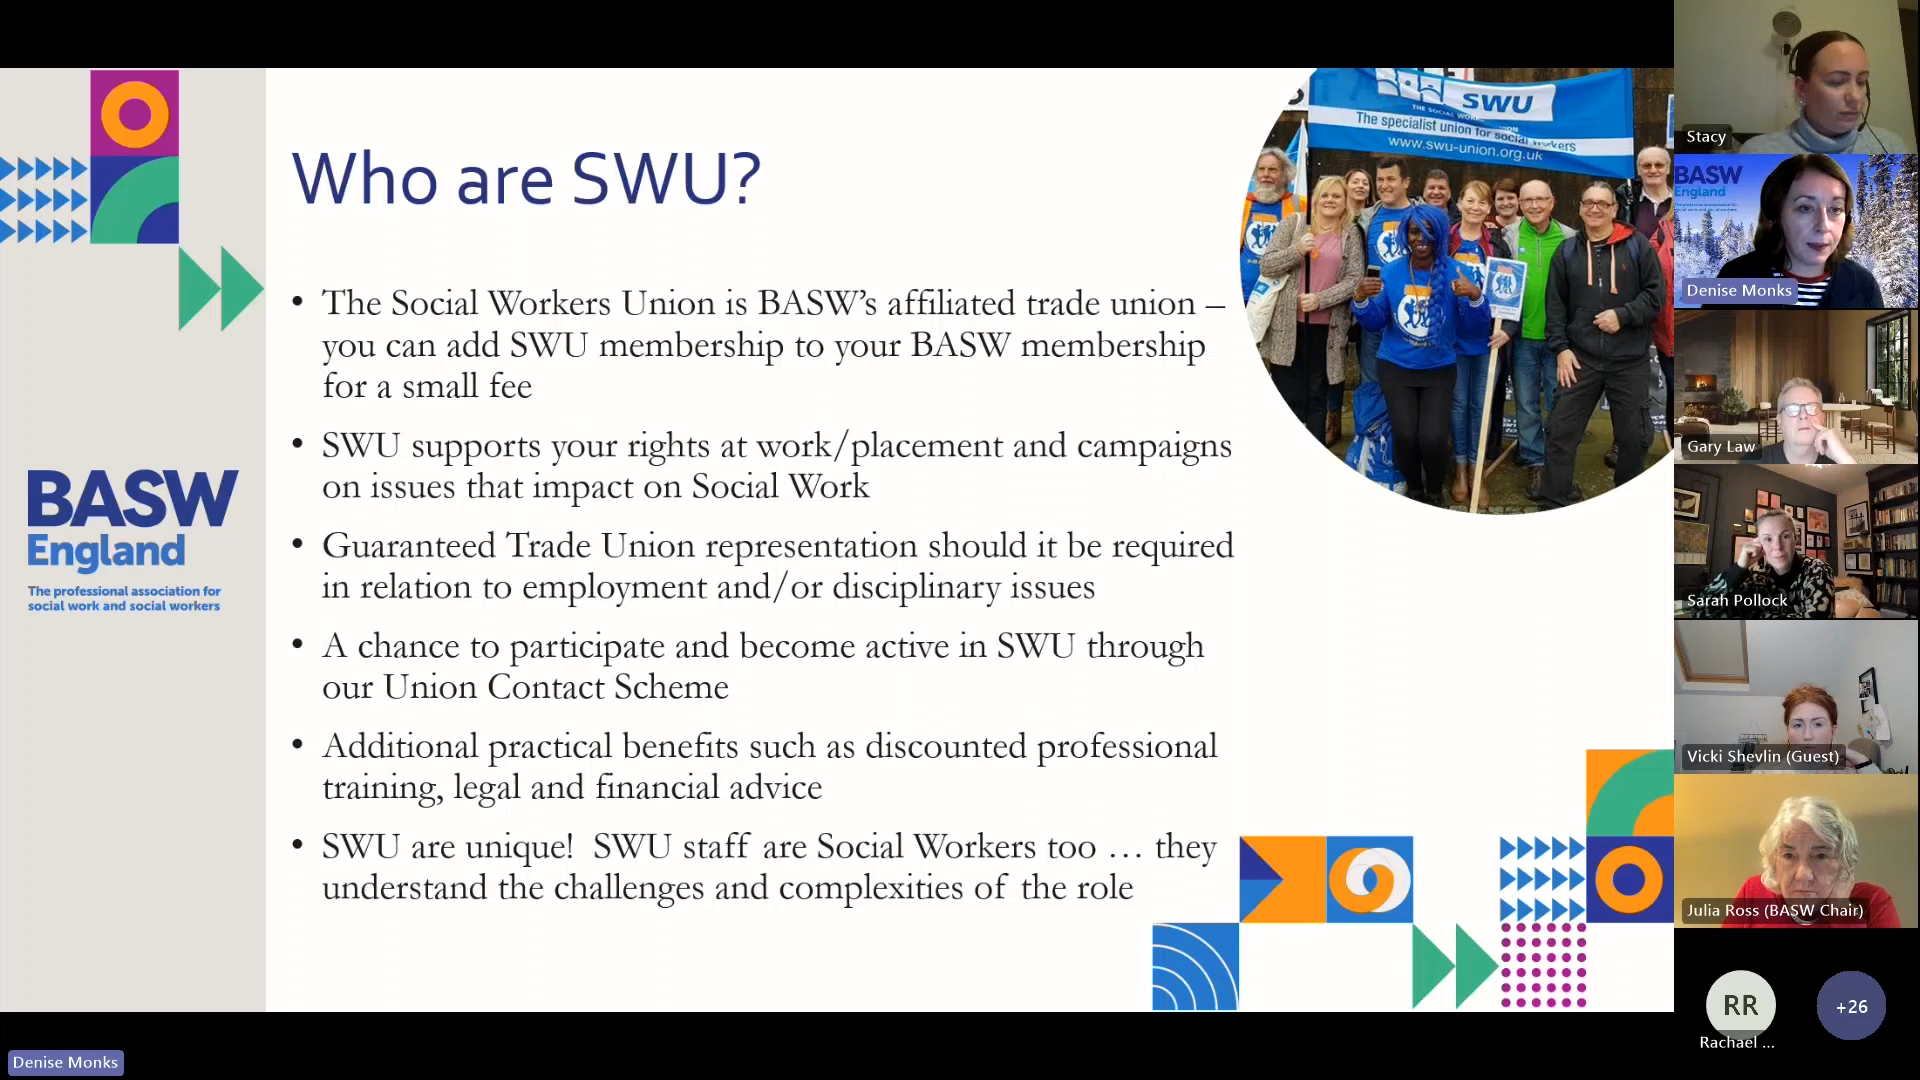 Who are SWU?
• The Social Workers Union is BASW’s affiliated trade union –
you can add SWU membership to your BASW membership
for a small fee
• SWU supports your rights at work/placement and campaigns
on issues that impact on Social Work
• Guaranteed Trade Union representation should it be required
in relation to employment and/or disciplinary issues
• A chance to participate and become active in SWU through
our Union Contact Scheme
• Additional practical benefits such as discounted professional
training, legal and financial advice
• SWU are unique! SWU staff are Social Workers too … they
understand the challenges and complexities of the role
BASW
England
The professional association for
social work and social workers
SWU
THE SOCIAL
The specialist union for social workers
www.swu-union.org.uk
Stacy
BASW
England
Denise Monks
Gary Law
Sarah Pollock
Vicki Shevlin (Guest)
Julia Ross (BASW Chair)
RR
Rachael ...
+26
Denise Monks